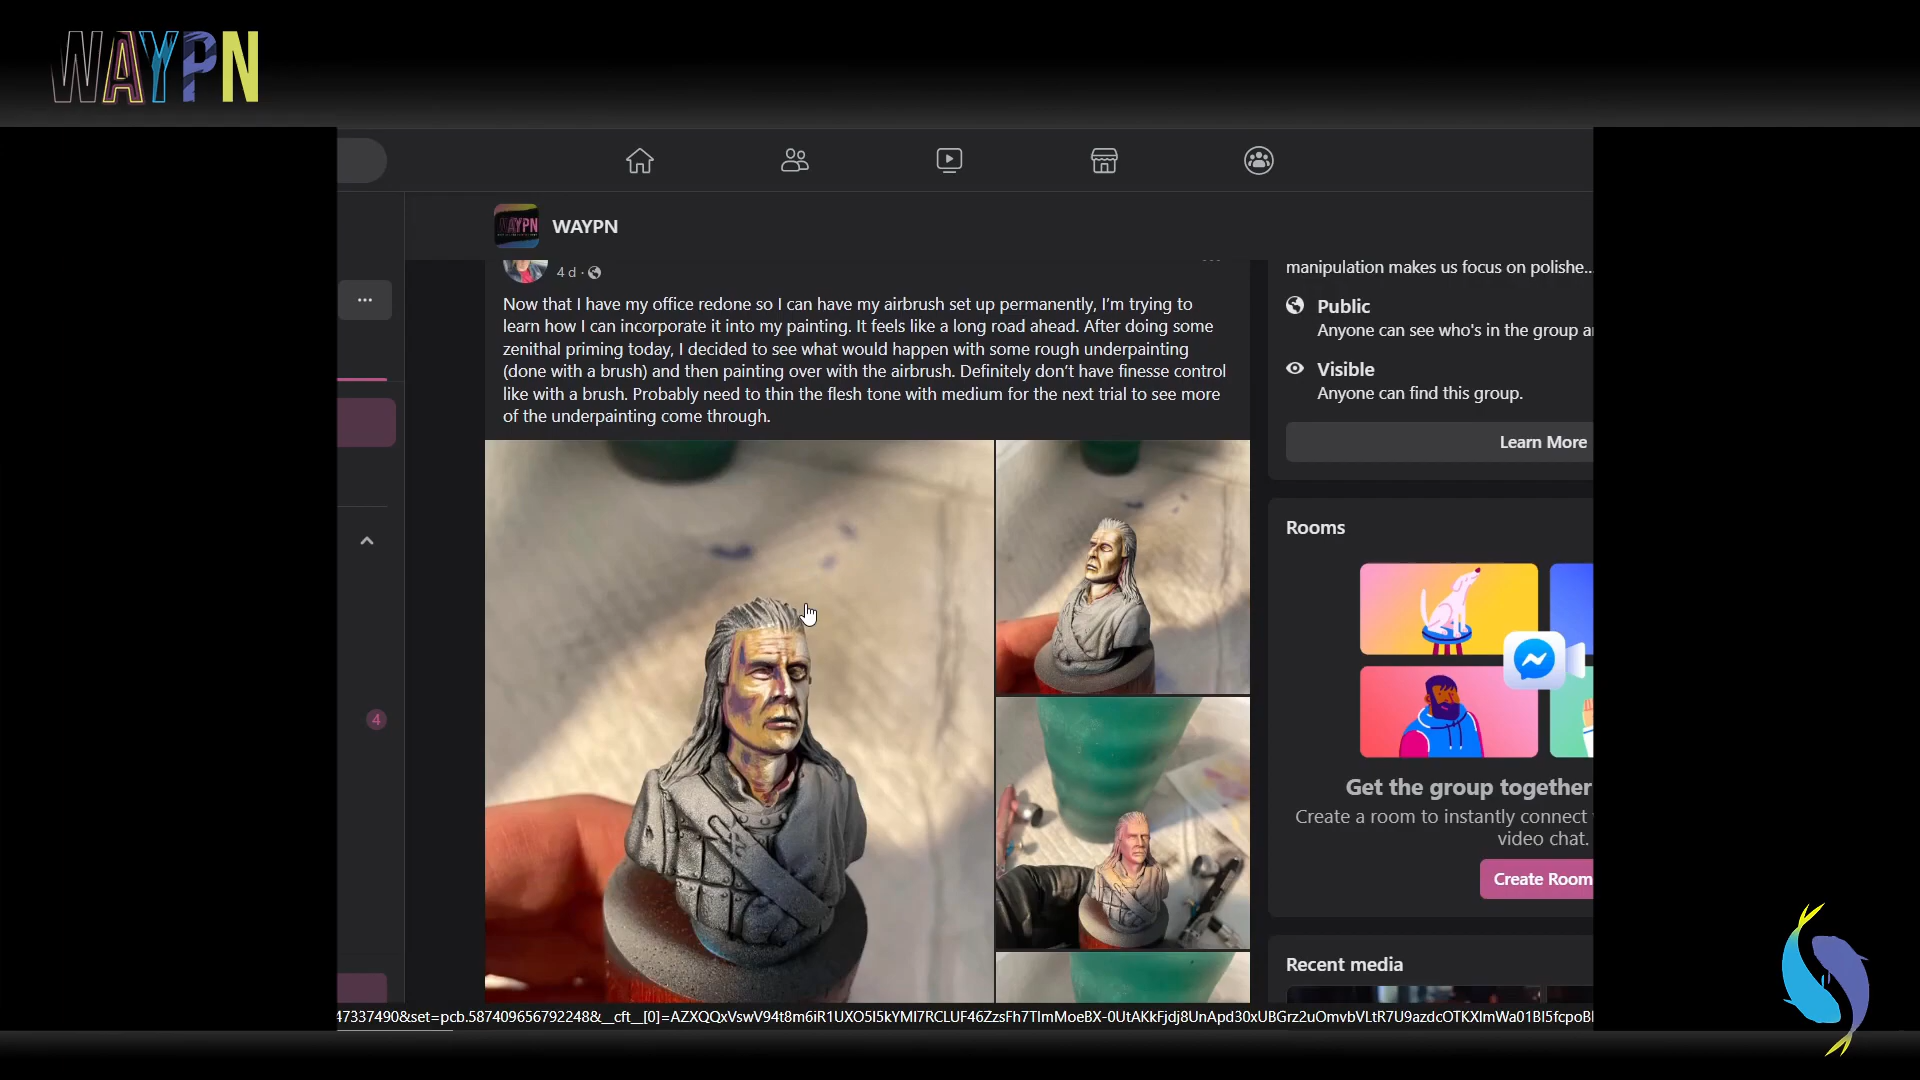 WAYPN
WAYPN
WAYPN
4 d ·
Now that I have my office redone so I can have my airbrush set up permanently, I'm trying to
learn how I can incorporate it into my painting. It feels like a long road ahead. After doing some
zenithal priming today, I decided to see what would happen with some rough underpainting
(done with a brush) and then painting over with the airbrush. Definitely don't have finesse control
like with a brush. Probably need to thin the flesh tone with medium for the next trial to see more
of the underpainting come through.
4
manipulation makes us focus on polishe...
Public
Anyone can see who's in the group
Visible
Anyone can find this group.
Learn More
Rooms
Get the group together
Create a room to instantly connect
video chat.
Create Room
Recent media